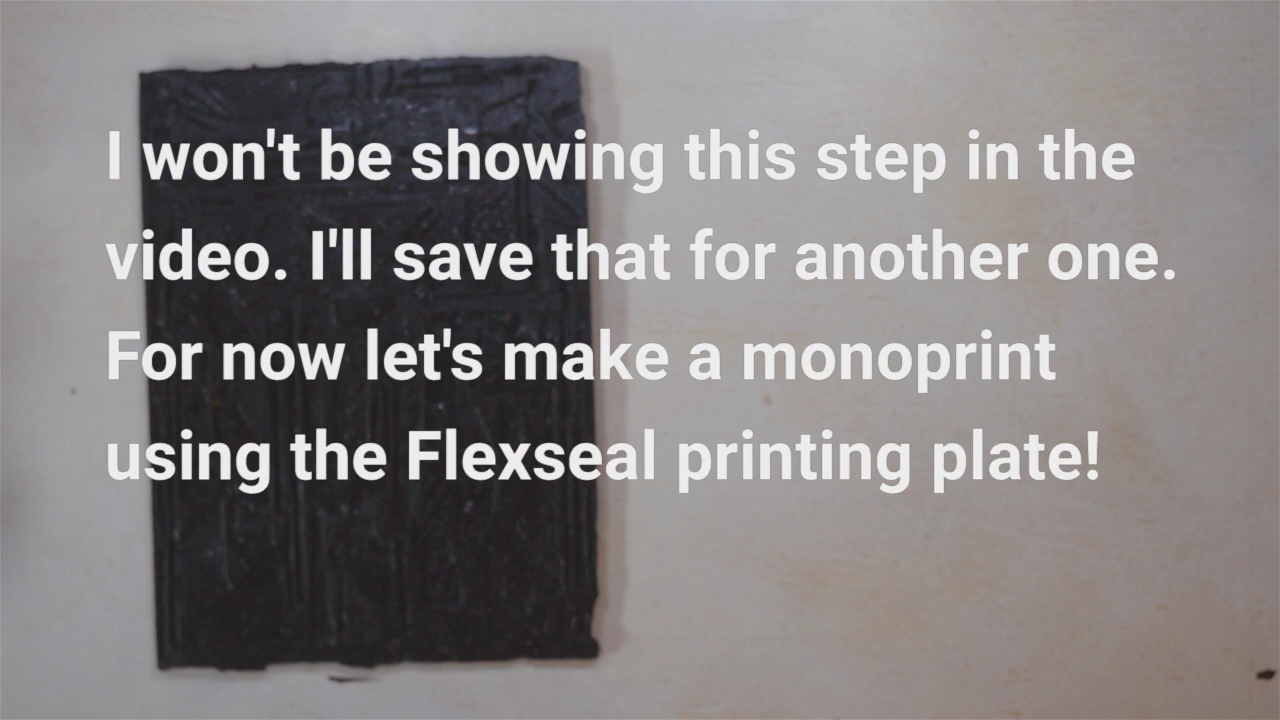 I won't be showing this step in the
video. I'll save that for another one.
For now let's make a monoprint
using the Flexseal printing plate!